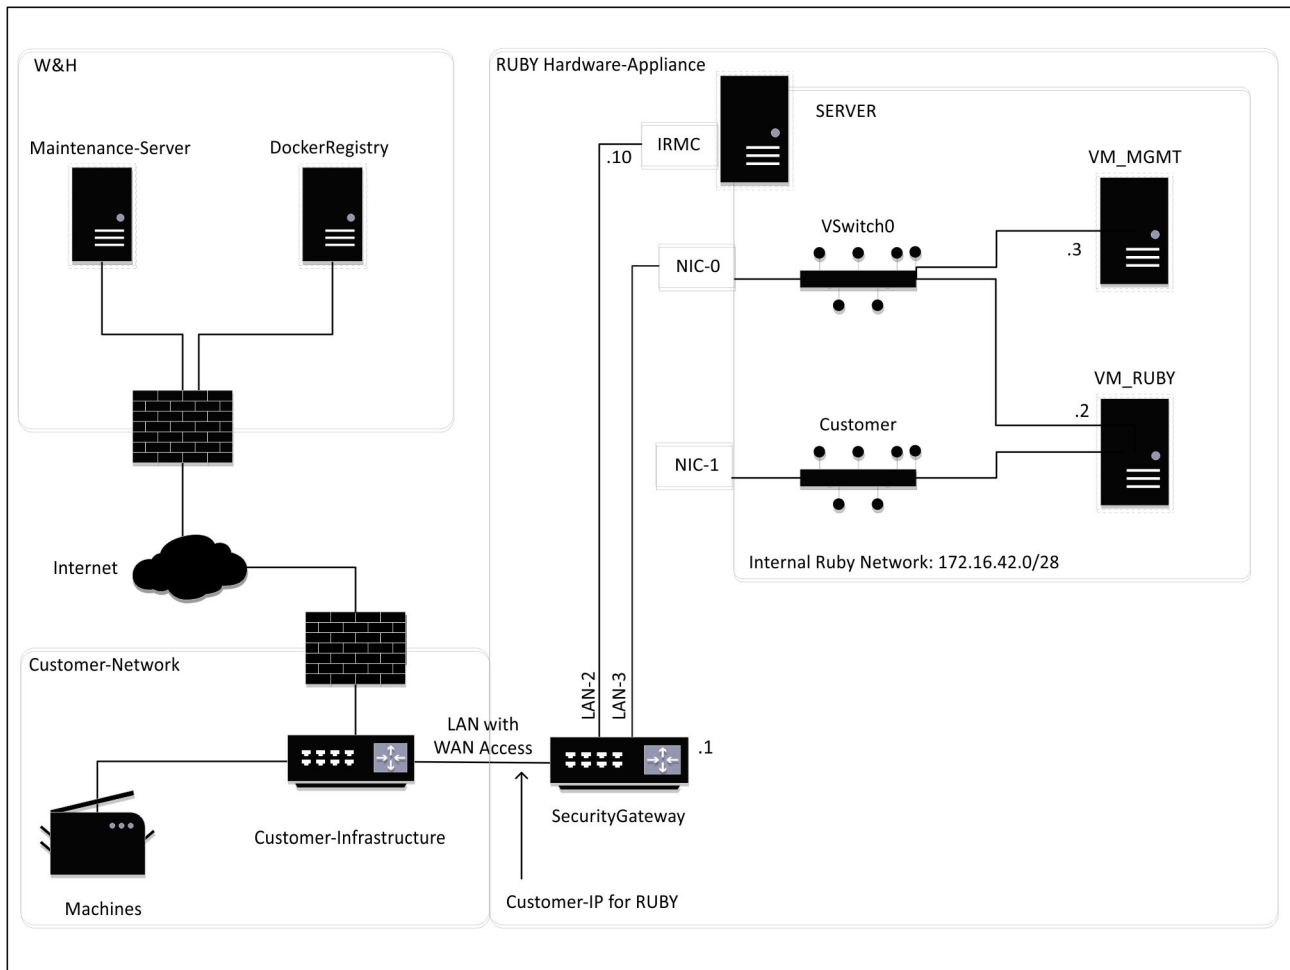 W&H
RUBY Hardware-Appliance
SERVER
Maintenance-Server
DockerRegistry
IRMC
.10
VM_MGMT
VSwitch0
.3
NIC-0
VM_RUBY
.2
Customer
NIC-1
Internal Ruby Network: 172.16.42.0/28
Internet
Customer-Network
LAN-2
LAN-3
LAN with
WAN Access
.1
SecurityGateway
Customer-Infrastructure
Customer-IP for RUBY
Machines